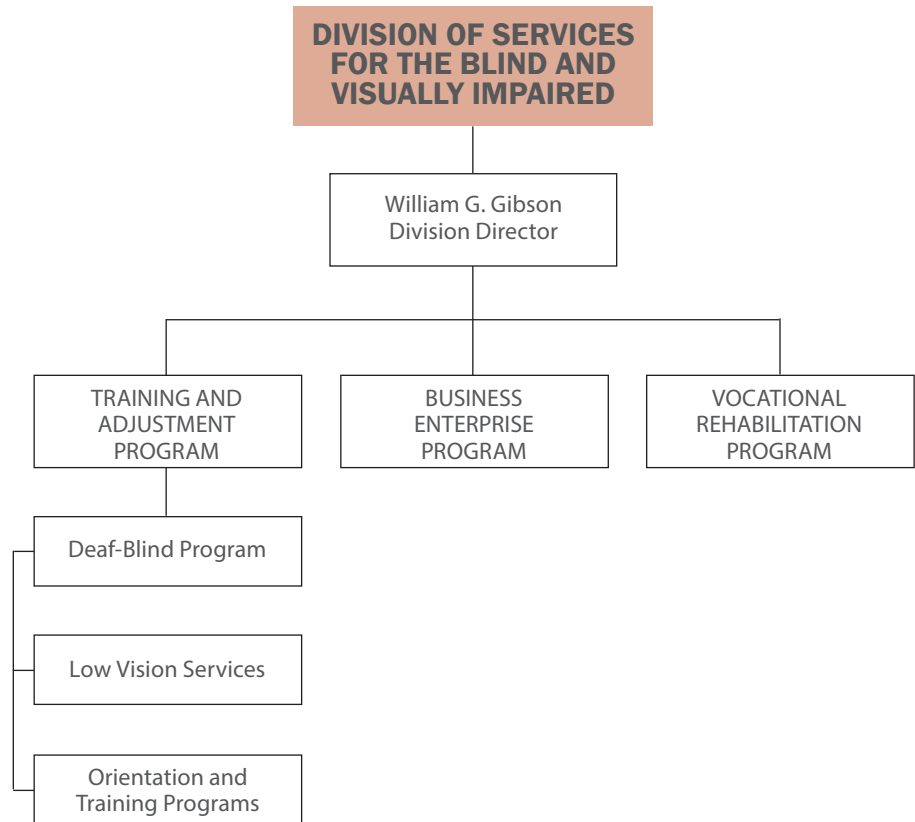 DIVISION OF SERVICES
FOR THE BLIND AND
VISUALLY IMPAIRED
William G. Gibson
Division Director
TRAINING AND
ADJUSTMENT
PROGRAM
BUSINESS
ENTERPRISE
PROGRAM
VOCATIONAL
REHABILITATION
PROGRAM
Deaf-Blind Program
Low Vision Services
Orientation and
Training Programs